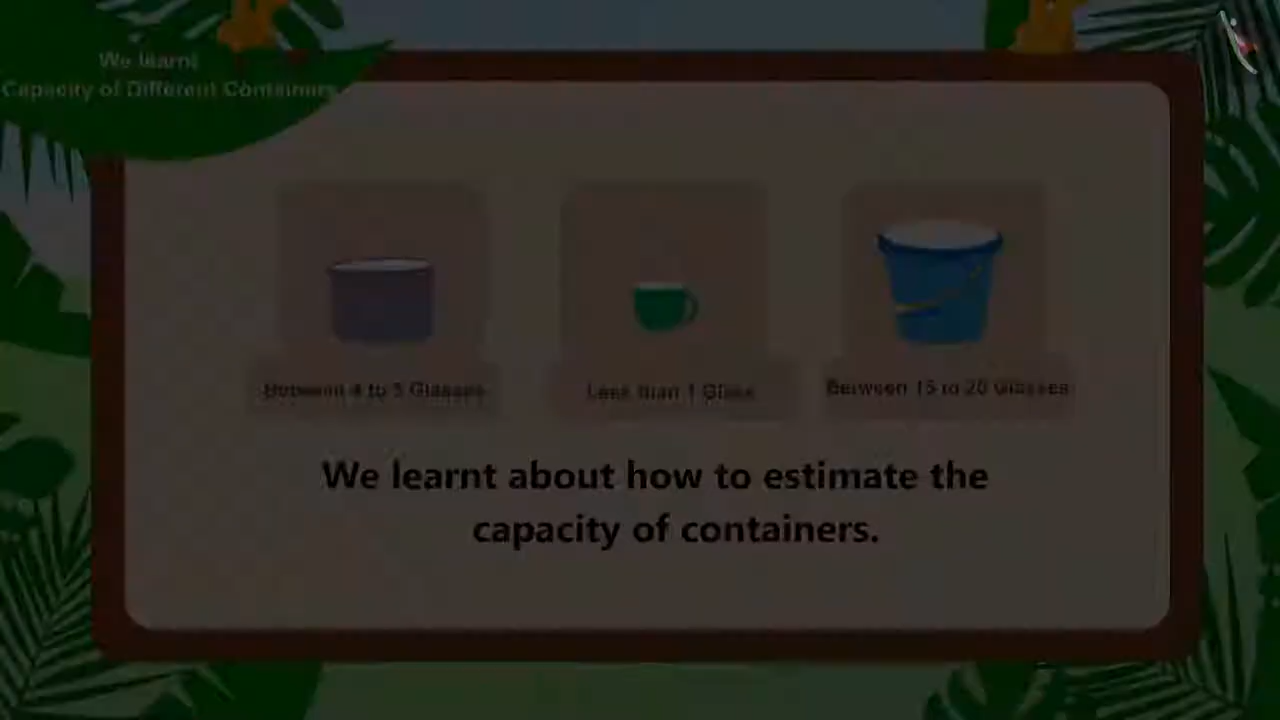 We learnt
Capacity of Different Containers
Between 4 to 5 Glasses
Less than 1 Glass
Between 15 to 20 Glasses
We learnt about how to estimate the
capacity of containers.